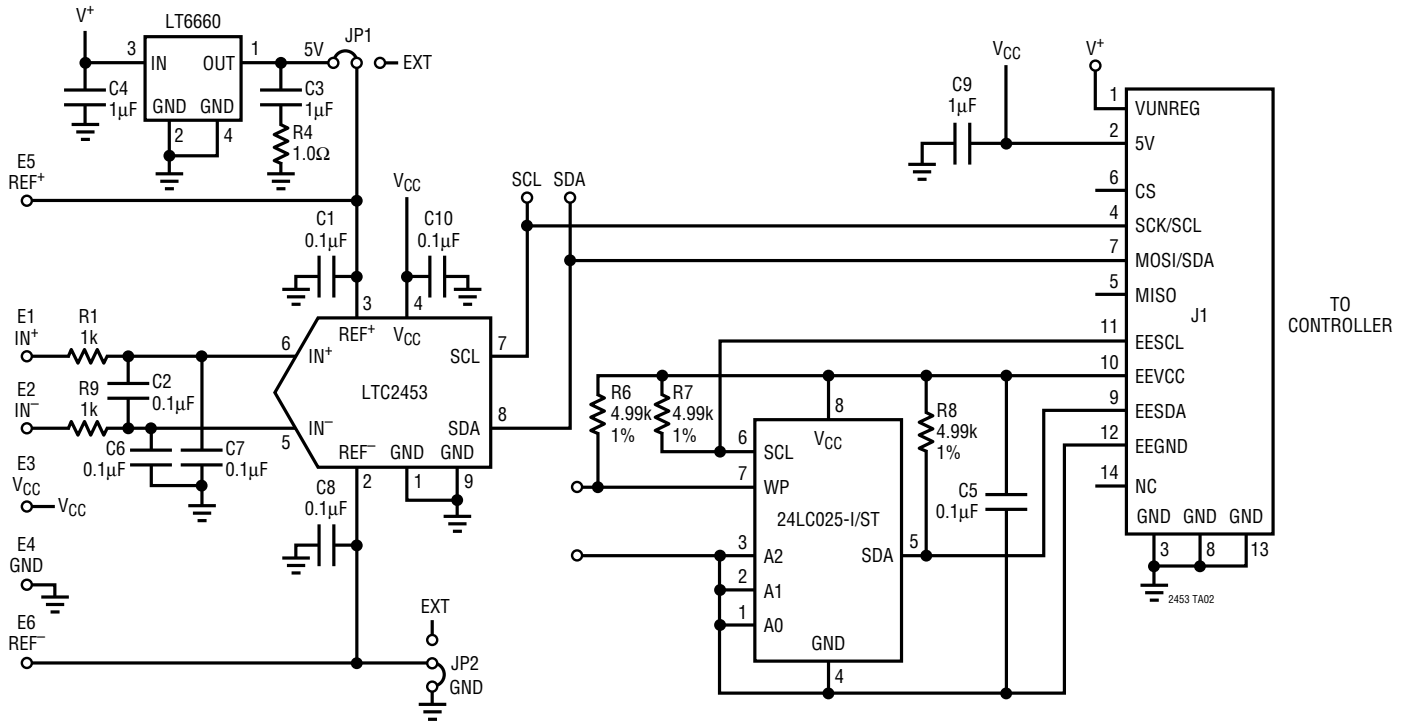 V+
LT6660
3
IN
OUT
1
5V
JP1
EXT
C4
1µF
GND
GND
2
4
C3
1µF
R4
1.0Ω
E5
REF+
VCC
C1
0.1µF
C10
0.1µF
3
4
REF+
VCC
E1
IN+
R1
1k
6
IN+
SCL
7
E2
IN−
R9
1k
C2
0.1µF
LTC2453
5
IN−
SDA
8
C6
0.1µF
C7
0.1µF
REF−
GND
GND
2
1
9
E3
VCC
VCC
C8
0.1µF
E4
GND
E6
REF−
EXT
JP2
GND
SCL
SDA
VCC
V+
C9
1µF
1
VUNREG
2
5V
6
CS
4
SCK/SCL
7
MOSI/SDA
5
MISO
J1
11
EESCL
10
EEVCC
9
EESDA
12
EEGND
14
NC
GND
GND
GND
3
8
13
TO
CONTROLLER
R6
4.99k
1%
R7
4.99k
1%
8
VCC
R8
4.99k
1%
6
SCL
7
WP
24LC025-I/ST
C5
0.1µF
3
A2
SDA
5
2
A1
1
A0
GND
4
2453 TA02